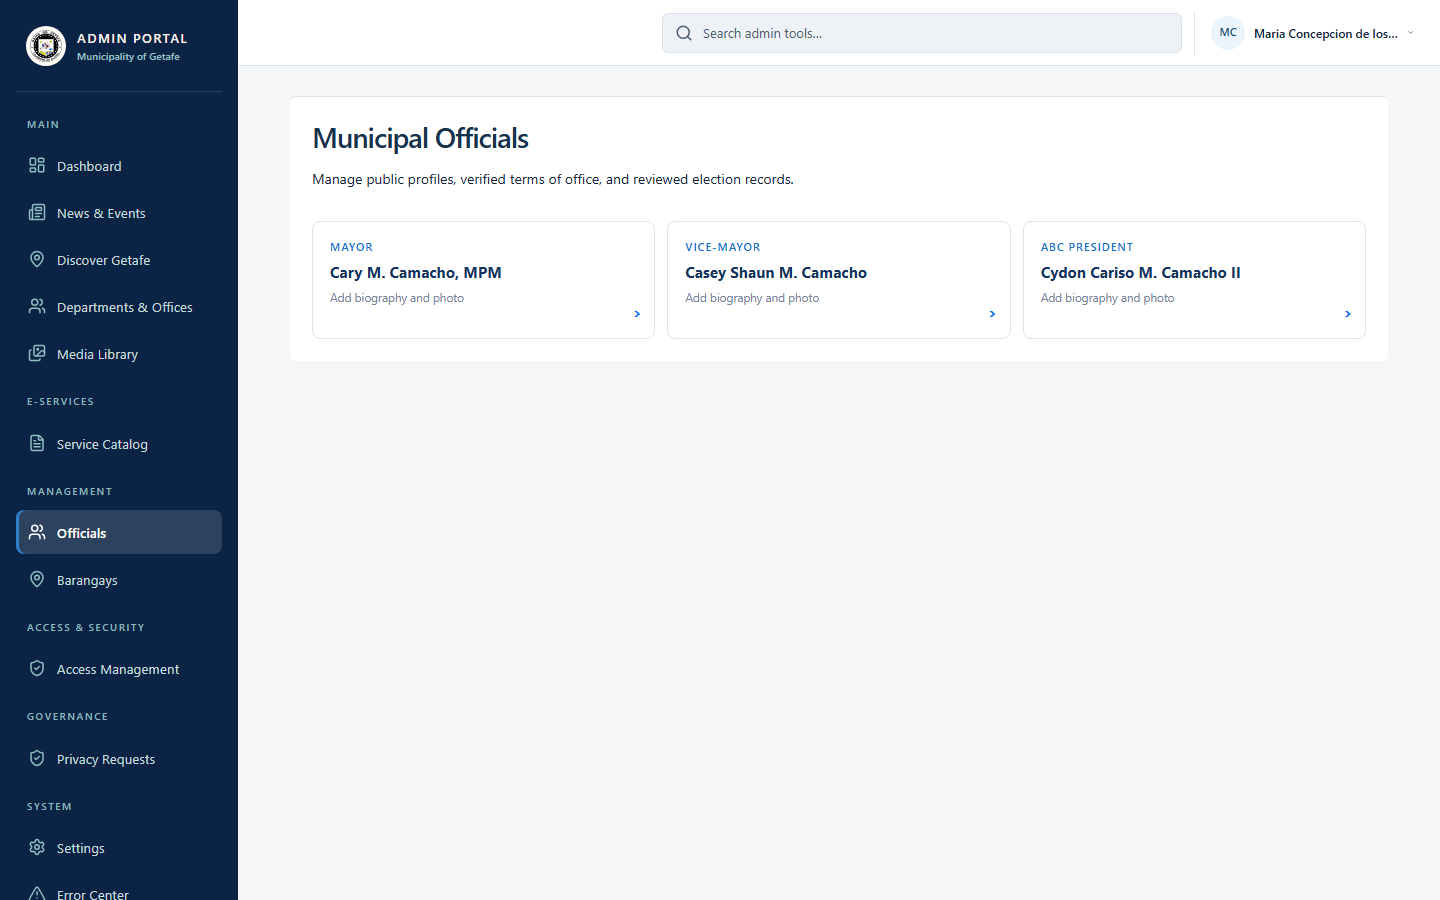 ADMIN PORTAL
Municipality of Getafe
Search admin tools...
MC
Maria Concepcion de los...
MAIN
Dashboard
News & Events
Discover Getafe
Departments & Offices
Media Library
E-SERVICES
Service Catalog
MANAGEMENT
Officials
Barangays
ACCESS & SECURITY
Access Management
GOVERNANCE
Privacy Requests
SYSTEM
Settings
Error Center
Municipal Officials
Manage public profiles, verified terms of office, and reviewed election records.
MAYOR
Cary M. Camacho, MPM
Add biography and photo
VICE-MAYOR
Casey Shaun M. Camacho
Add biography and photo
ABC PRESIDENT
Cydon Cariso M. Camacho II
Add biography and photo